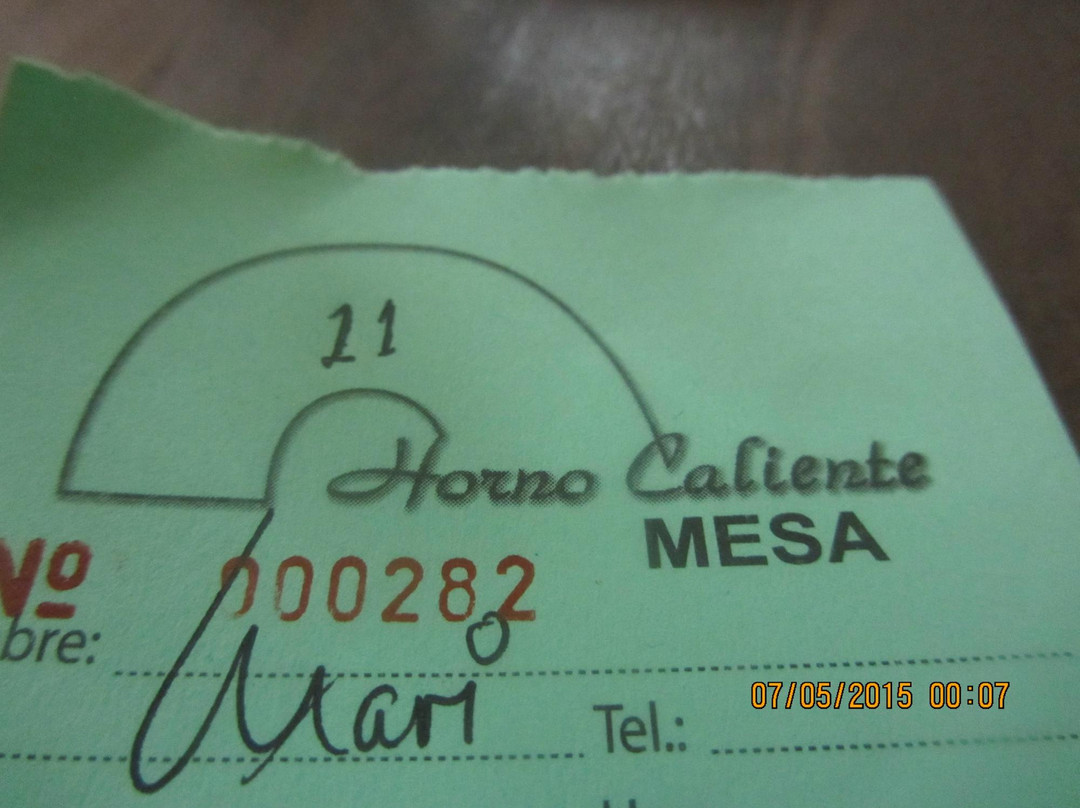 11
Horno Caliente
MESA
Nº 000282
bre:
Mari
Tel.:
07/05/2015 00:07